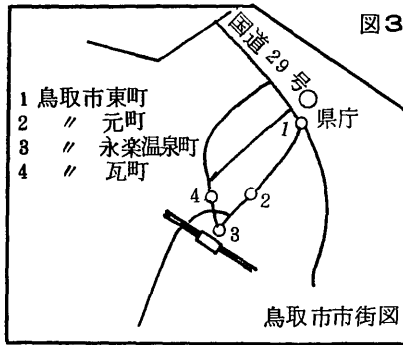 図3
国道29号
県庁
1 鳥取市東町
2 〃 元町
3 〃 永楽温泉町
4 〃 瓦町
1
2
3
4
鳥取市市街図